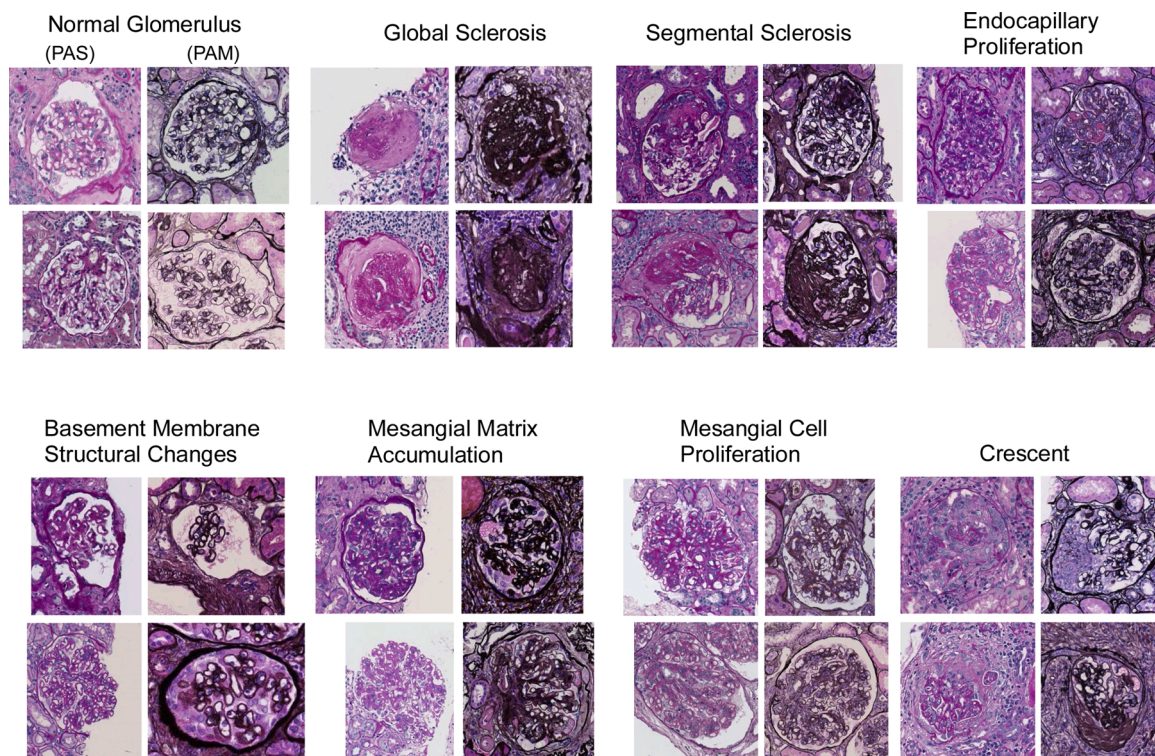 Normal Glomerulus
(PAS) (PAM)
Global Sclerosis
Segmental Sclerosis
Endocapillary
Proliferation
Basement Membrane
Structural Changes
Mesangial Matrix
Accumulation
Mesangial Cell
Proliferation
Crescent